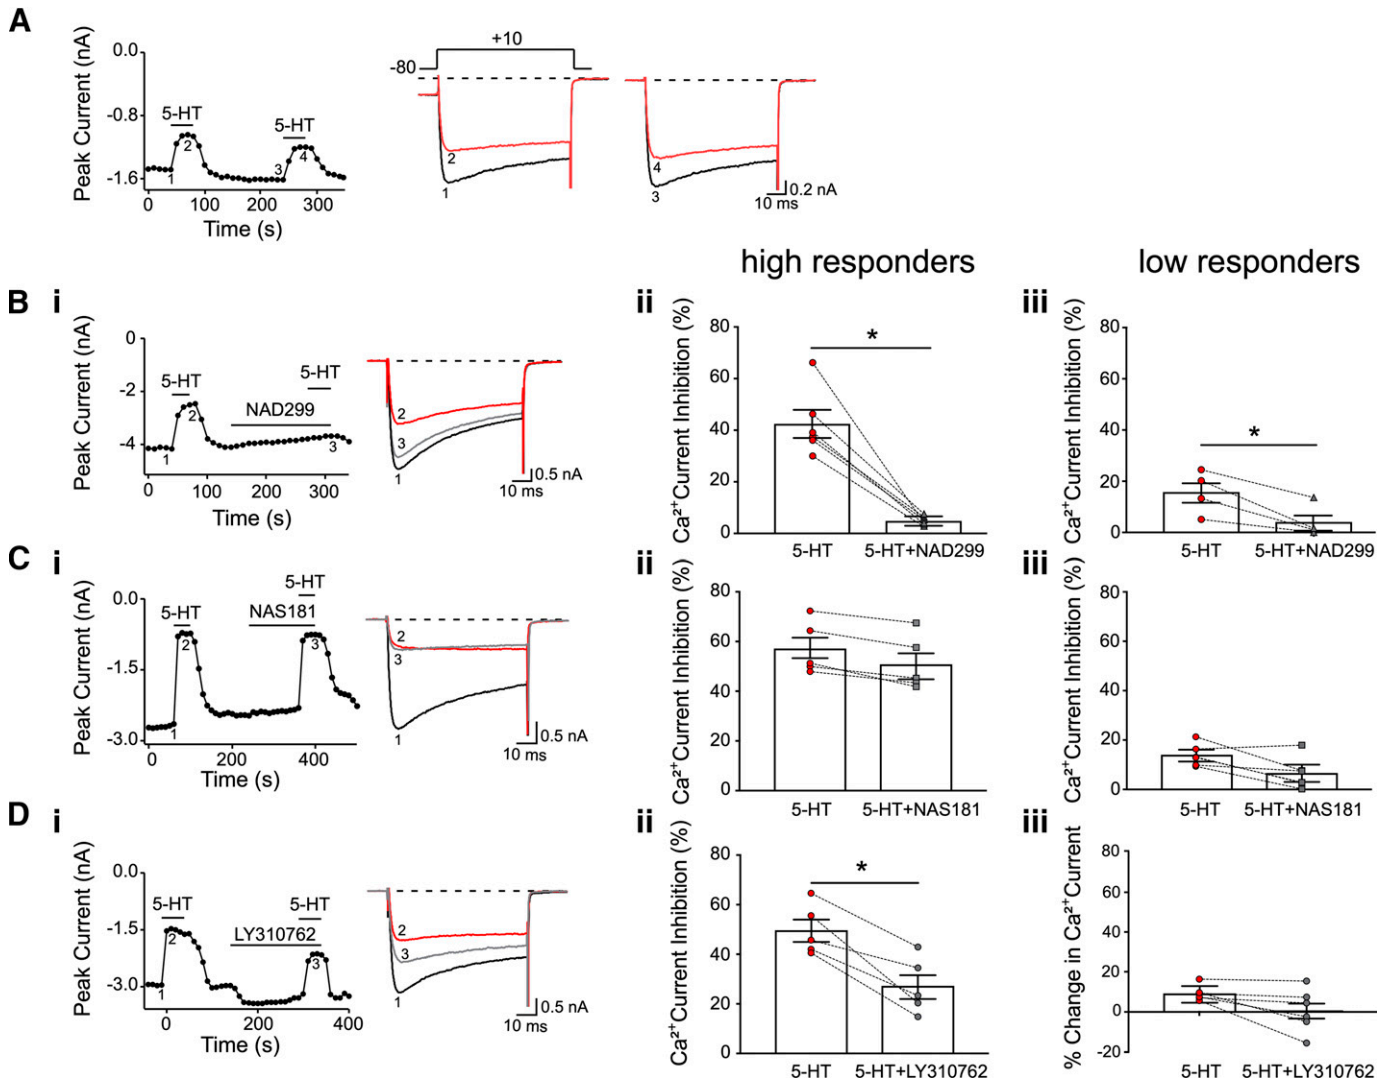 A
Peak Current (nA)
0.0
-0.8
-1.6
5-HT
5-HT
1
2
3
4
0
100
200
300
Time (s)
+10
-80
2
1
4
3
0.2 nA
10 ms
high responders
low responders
B
i
Peak Current (nA)
0
-2
-4
5-HT
5-HT
NAD299
1
2
3
0
100
200
300
Time (s)
2
3
1
0.5 nA
10 ms
ii
Ca²⁺Current Inhibition (%)
80
60
40
20
0
*
5-HT
5-HT+NAD299
iii
Ca²⁺Current Inhibition (%)
80
60
40
20
0
*
5-HT
5-HT+NAD299
C
i
Peak Current (nA)
0.0
-1.5
-3.0
5-HT
5-HT
NAS181
1
2
3
0
200
400
Time (s)
2
3
1
0.5 nA
10 ms
ii
Ca²⁺Current Inhibition (%)
80
60
40
20
0
5-HT
5-HT+NAS181
iii
Ca²⁺Current Inhibition (%)
80
60
40
20
0
5-HT
5-HT+NAS181
D
i
Peak Current (nA)
0.0
-1.5
-3.0
5-HT
5-HT
LY310762
1
2
3
0
200
400
Time (s)
2
3
1
0.5 nA
10 ms
ii
Ca²⁺Current Inhibition (%)
80
60
40
20
0
*
5-HT
5-HT+LY310762
iii
% Change in Ca²⁺Current
80
60
40
20
0
-20
5-HT
5-HT+LY310762